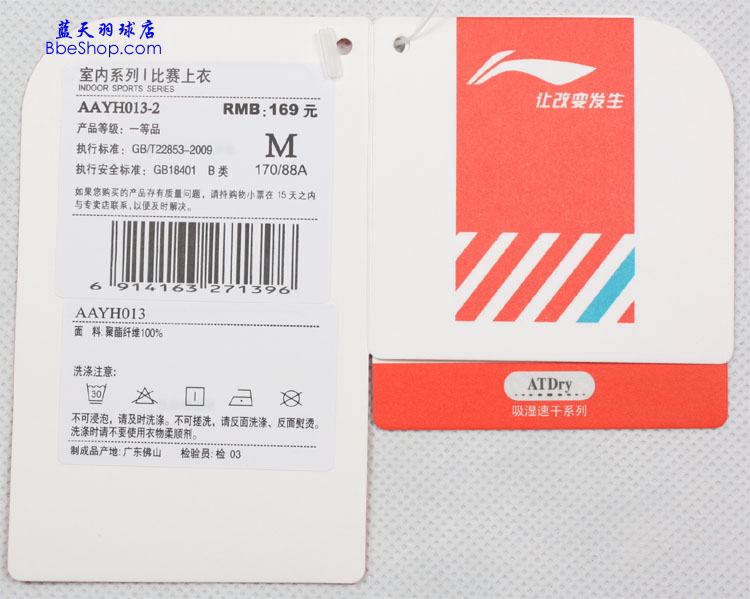 蓝天羽球店
BbeShop.com
室内系列 | 比赛上衣
INDOOR SPORTS SERIES
AAYH013-2 RMB: 169 元
产品等级: 一等品
执行标准: GB/T22853-2009
M
执行安全标准: GB18401 B 类 170/88A
如果您购买的产品存有质量问题，请持购物小票在 15 天之内
与专卖店联系,以便及时解决。
6 914163 271396
AAYH013
面 料: 聚酯纤维100%
洗涤注意:
30
不可浸泡，请及时洗涤。不可搓洗，请反面洗涤、反面熨烫。
洗涤时请不要使用衣物柔顺剂。
制成品产地: 广东佛山 检验员: 检 03
让改变发生
ATDry
吸湿速干系列